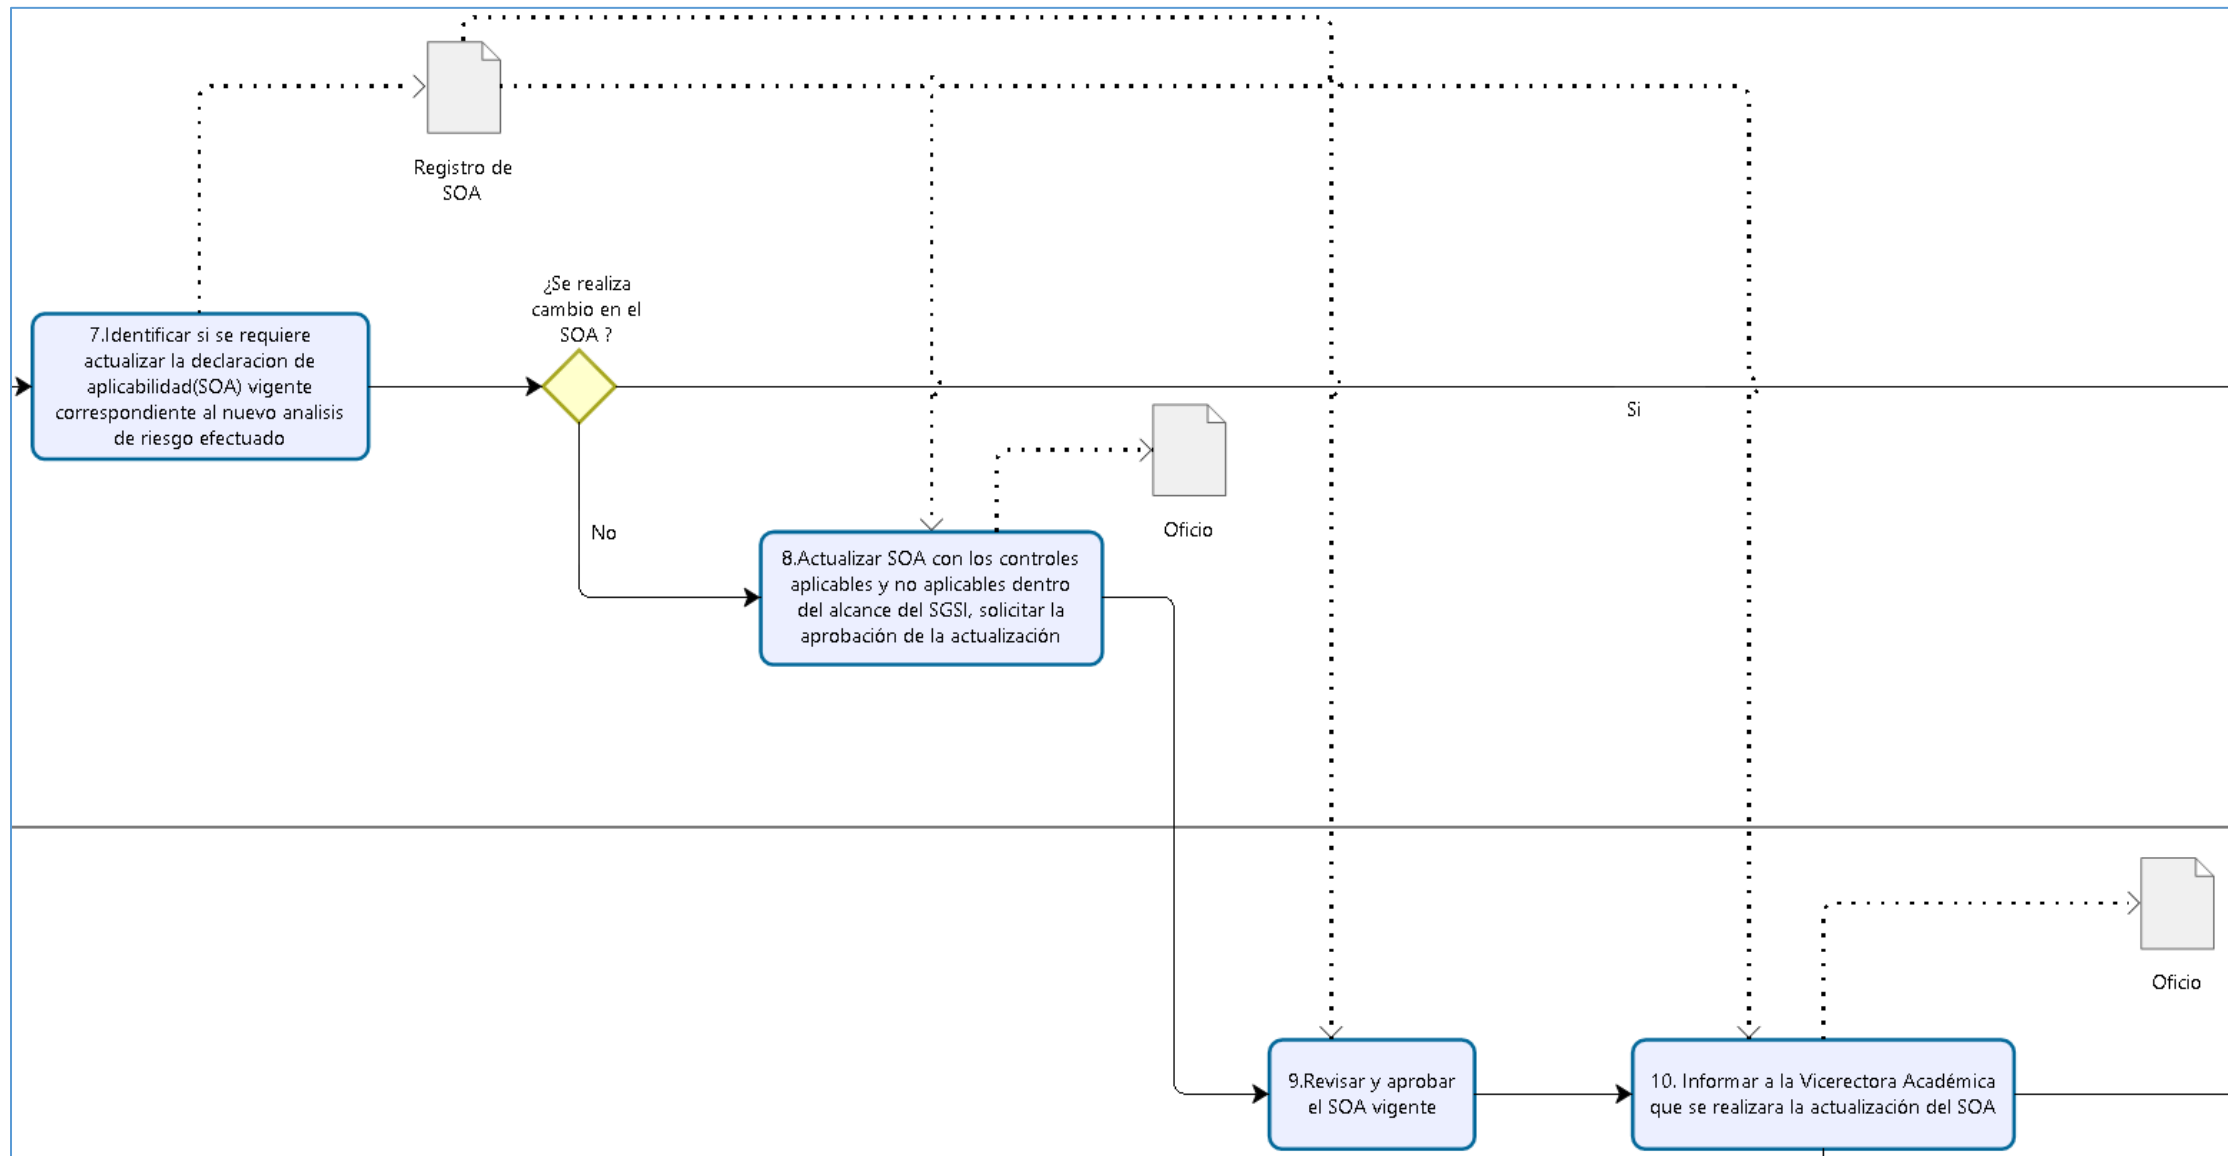 Registro de
SOA
¿Se realiza
cambio en el
SOA ?
7.Identificar si se requiere
actualizar la declaracion de
aplicabilidad(SOA) vigente
correspondiente al nuevo analisis
de riesgo efectuado
Si
No
Oficio
8.Actualizar SOA con los controles
aplicables y no aplicables dentro
del alcance del SGSI, solicitar la
aprobación de la actualización
Oficio
9.Revisar y aprobar
el SOA vigente
10. Informar a la Vicerectora Académica
que se realizara la actualización del SOA